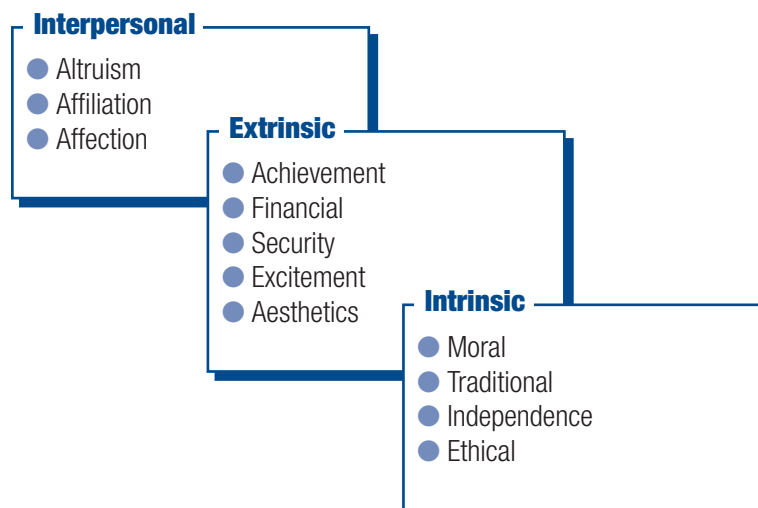 Interpersonal
Altruism
Affiliation
Affection
Extrinsic
Achievement
Financial
Security
Excitement
Aesthetics
Intrinsic
Moral
Traditional
Independence
Ethical